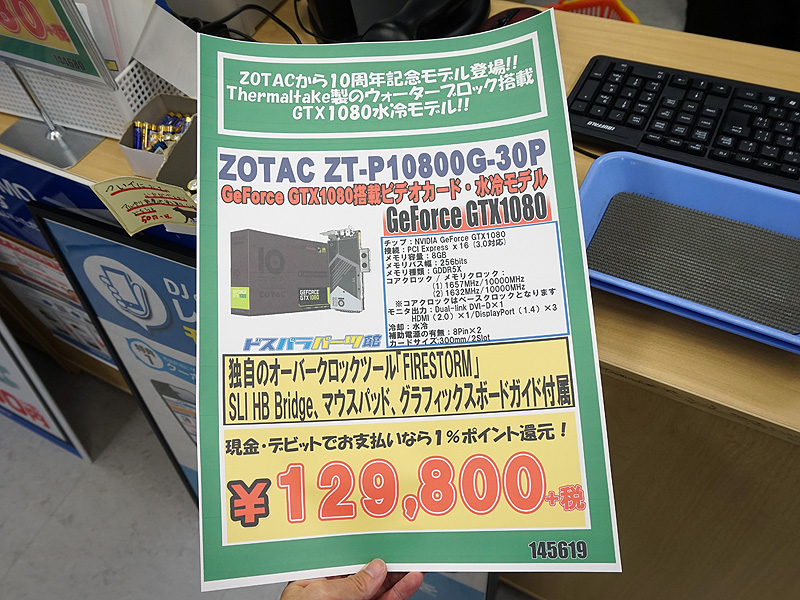 ZOTACから10周年記念モデル登場!!
Thermaltake製のウォーターブロック搭載
GTX1080水冷モデル!!
ZOTAC ZT-P10800G-30P
GeForce GTX1080搭載ビデオカード・水冷モデル
GeForce GTX1080
チップ：NVIDIA GeForce GTX1080
接続：PCI Express x16 (3.0対応)
メモリ容量：8GB
メモリバス幅：256bits
メモリ種類：GDDR5X
コアクロック / メモリクロック：
(1) 1657MHz/10000MHz
(2) 1632MHz/10000MHz
※コアクロックはベースクロックとなります
モニタ出力：Dual-link DVI-D×1
HDMI (2.0) ×1/DisplayPort (1.4) ×3
冷却：水冷
補助電源の有無：8Pin×2
カードサイズ:300mm/2Slot
ZOTAC
GEFORCE
GTX 1080
ドスパラパーツ館
独自のオーバークロックツール「FIRESTORM」
SLI HB Bridge、マウスパッド、グラフィックスボードガイド付属
現金・デビットでお支払いなら1%ポイント還元！
¥129,800+税
145619